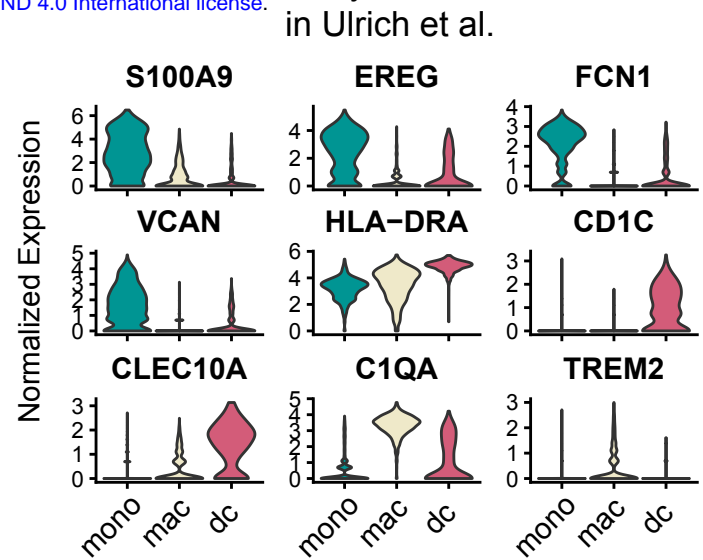 ND 4.0 International license.
in Ulrich et al.
S100A9 EREG FCN1
6 4 2 0
4 2 0
4 3 2 1 0
VCAN HLA−DRA CD1C
5 4 3 2 1 0
6 4 2 0
3 2 1 0
CLEC10A C1QA TREM2
3 2 1 0
5 4 3 2 1 0
3 2 1 0
Normalized Expression
mono mac dc mono mac dc mono mac dc